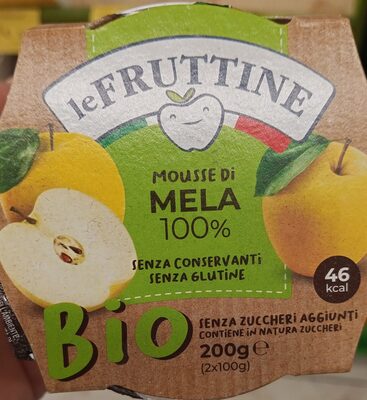 leFRUTTINE
MOUSSE DI
MELA
100%
SENZA CONSERVANTI
SENZA GLUTINE
46
kcal
BIO
SENZA ZUCCHERI AGGIUNTI
CONTIENE IN NATURA ZUCCHERI
200g e
(2x100g)